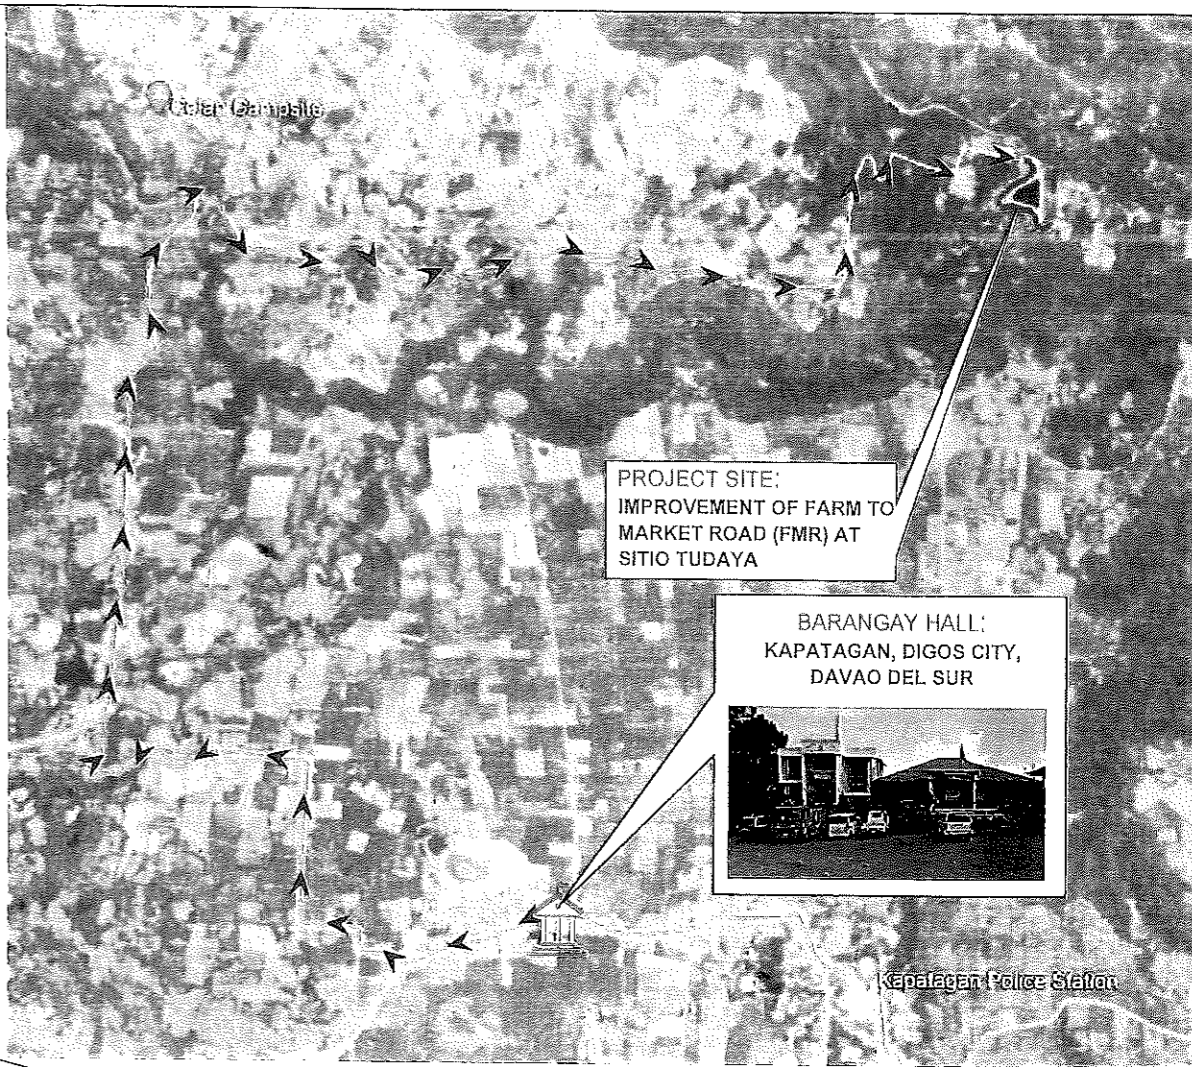 Campsite
PROJECT SITE:
IMPROVEMENT OF FARM TO
MARKET ROAD (FMR) AT
SITIO TUDAYA
BARANGAY HALL:
KAPATAGAN, DIGOS CITY,
DAVAO DEL SUR
Kapatagan Police Station